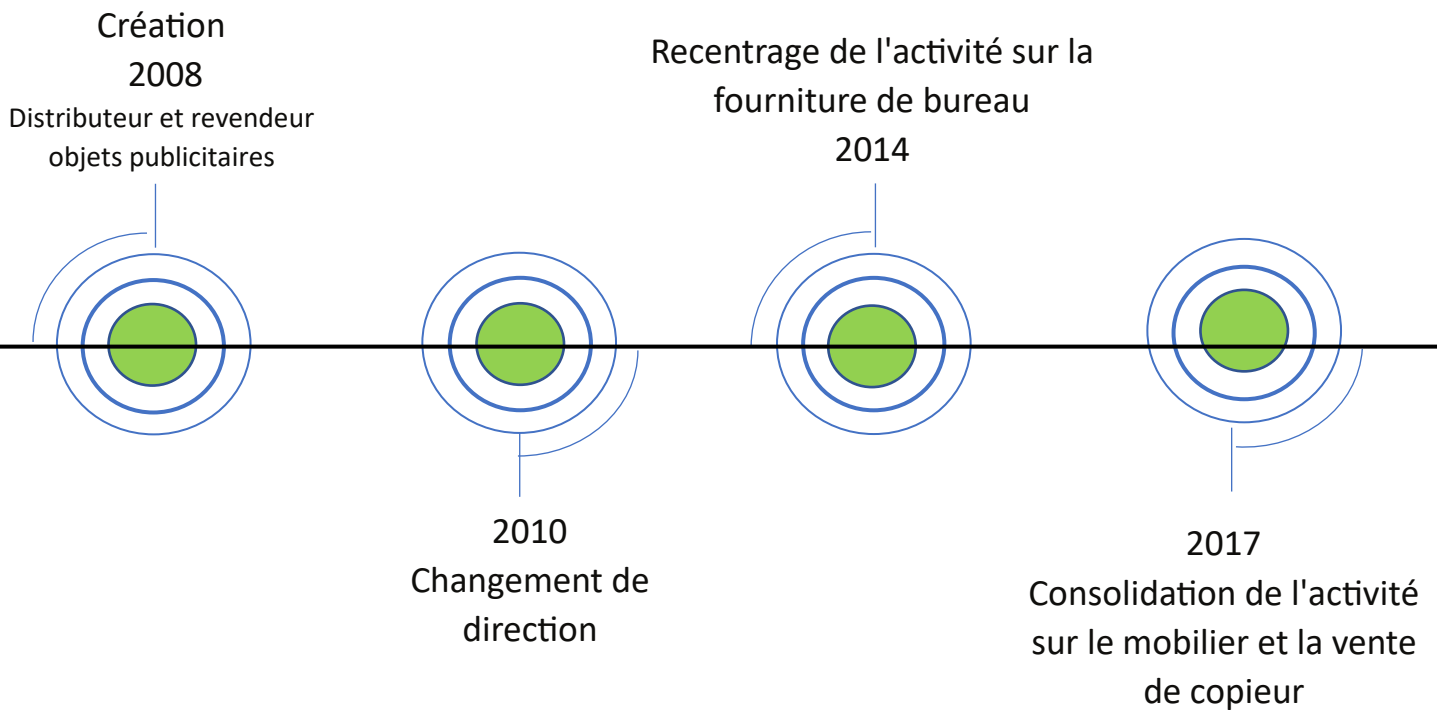 Création
2008
Distributeur et revendeur
objets publicitaires
2010
Changement de
direction
Recentrage de l'activité sur la
fourniture de bureau
2014
2017
Consolidation de l'activité
sur le mobilier et la vente
de copieur